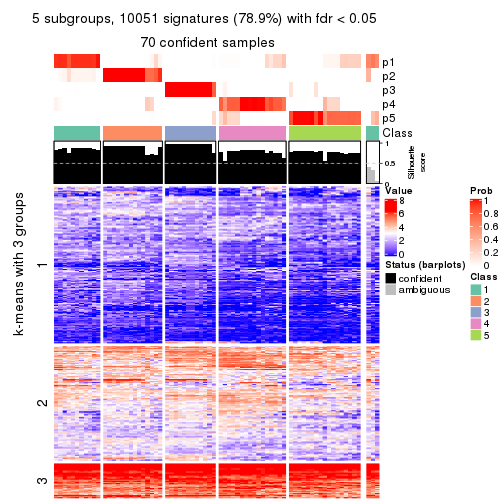 5 subgroups, 10051 signatures (78.9%) with fdr < 0.05
70 confident samples
p1
p2
p3
p4
p5
Class
1
0.5
0
Silhouette
score
k-means with 3 groups
1
2
3
Value
8
6
4
2
0
Status (barplots)
confident
ambiguous
Prob
1
0.8
0.6
0.4
0.2
0
Class
1
2
3
4
5